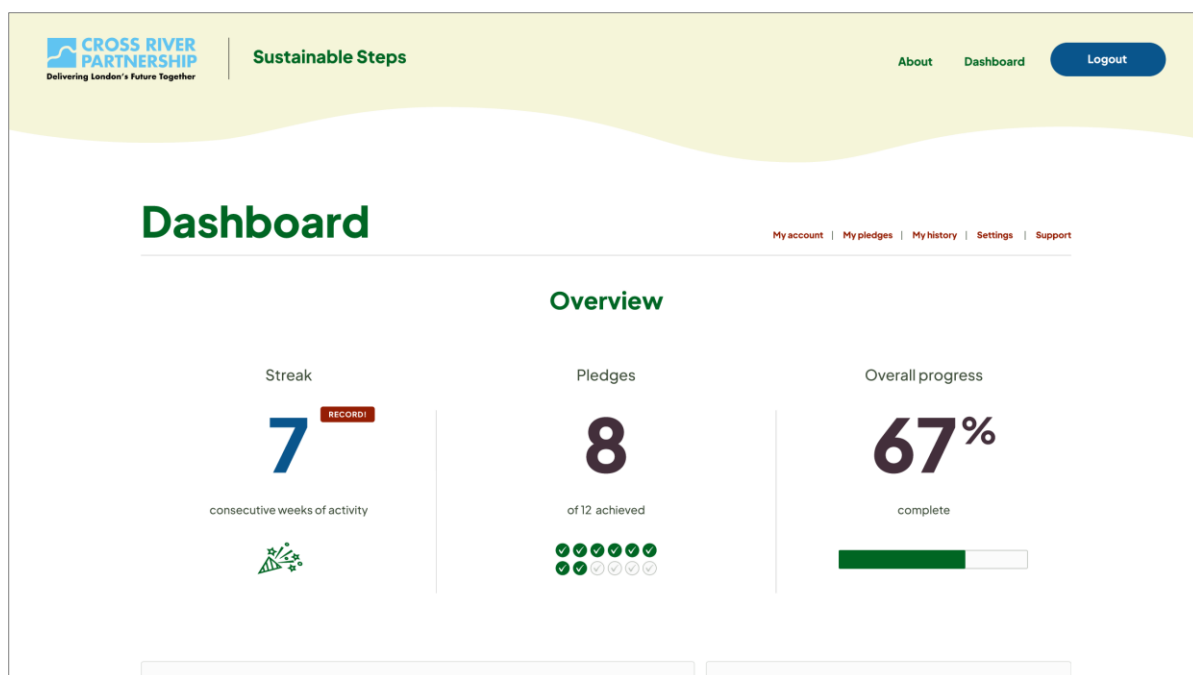 CROSS RIVER
PARTNERSHIP
Delivering London's Future Together
Sustainable Steps
About
Dashboard
Logout
Dashboard
My account | My pledges | My history | Settings | Support
Overview
Streak
7
RECORD!
consecutive weeks of activity
Pledges
8
of 12 achieved
Overall progress
67%
complete